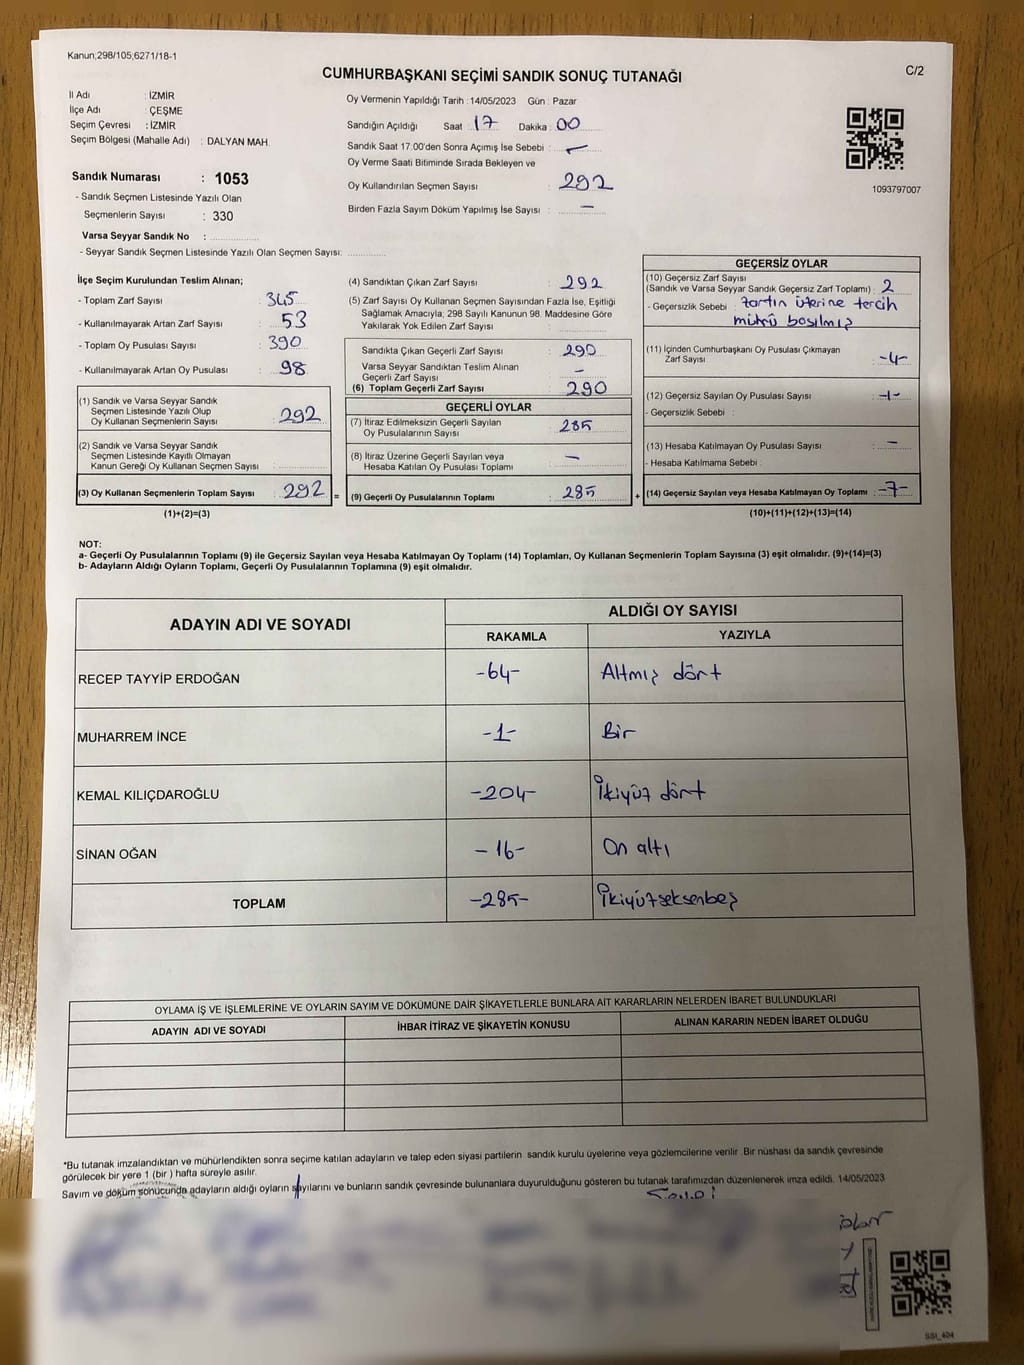 Kanun;298/105;6271/18-1
CUMHURBAŞKANI SEÇİMİ SANDIK SONUÇ TUTANAĞI
C/2
İl Adı : İZMİR
İlçe Adı : ÇEŞME
Seçim Çevresi : İZMİR
Seçim Bölgesi (Mahalle Adı) : DALYAN MAH.
Sandık Numarası : 1053
- Sandık Seçmen Listesinde Yazılı Olan
Seçmenlerin Sayısı : 330
Varsa Seyyar Sandık No :
- Seyyar Sandık Seçmen Listesinde Yazılı Olan Seçmen Sayısı:
Oy Vermenin Yapıldığı Tarih : 14/05/2023 Gün : Pazar
Sandığın Açıldığı Saat : 17 Dakika : 00
Sandık Saat 17.00'den Sonra Açımış İse Sebebi : -
Oy Verme Saati Bitiminde Sırada Bekleyen ve
Oy Kullandırılan Seçmen Sayısı : 292
Birden Fazla Sayım Döküm Yapılmış İse Sayısı : -
1093797007
İlçe Seçim Kurulundan Teslim Alınan;
- Toplam Zarf Sayısı : 345
- Kullanılmayarak Artan Zarf Sayısı : 53
- Toplam Oy Pusulası Sayısı : 390
- Kullanılmayarak Artan Oy Pusulası : 98
(1) Sandık ve Varsa Seyyar Sandık
Seçmen Listesinde Yazılı Olup
Oy Kullanan Seçmenlerin Sayısı : 292
(2) Sandık ve Varsa Seyyar Sandık
Seçmen Listesinde Kayıtlı Olmayan
Kanun Gereği Oy Kullanan Seçmen Sayısı :
(3) Oy Kullanan Seçmenlerin Toplam Sayısı : 292 =
(1)+(2)=(3)
(4) Sandıktan Çıkan Zarf Sayısı : 292
(5) Zarf Sayısı Oy Kullanan Seçmen Sayısından Fazla İse, Eşitliği
Sağlamak Amacıyla; 298 Sayılı Kanunun 98. Maddesine Göre
Yakılarak Yok Edilen Zarf Sayısı :
Sandıkta Çıkan Geçerli Zarf Sayısı : 290
Varsa Seyyar Sandıktan Teslim Alınan
Geçerli Zarf Sayısı : -
(6) Toplam Geçerli Zarf Sayısı : 290
GEÇERLİ OYLAR
(7) İtiraz Edilmeksizin Geçerli Sayılan
Oy Pusulalarının Sayısı : 285
(8) İtiraz Üzerine Geçerli Sayılan veya
Hesaba Katılan Oy Pusulası Toplamı : -
(9) Geçerli Oy Pusulalarının Toplamı : 285 +
GEÇERSİZ OYLAR
(10) Geçersiz Zarf Sayısı
(Sandık ve Varsa Seyyar Sandık Geçersiz Zarf Toplamı) : 2
- Geçersizlik Sebebi : zarfın üzerine tercih
mührü basılmış
(11) İçinden Cumhurbaşkanı Oy Pusulası Çıkmayan
Zarf Sayısı : -4-
(12) Geçersiz Sayılan Oy Pusulası Sayısı : -1-
- Geçersizlik Sebebi :
(13) Hesaba Katılmayan Oy Pusulası Sayısı : -
- Hesaba Katılmama Sebebi :
(14) Geçersiz Sayılan veya Hesaba Katılmayan Oy Toplamı : -7-
(10)+(11)+(12)+(13)=(14)
NOT:
a- Geçerli Oy Pusulalarının Toplamı (9) ile Geçersiz Sayılan veya Hesaba Katılmayan Oy Toplamı (14) Toplamları, Oy Kullanan Seçmenlerin Toplam Sayısına (3) eşit olmalıdır. (9)+(14)=(3)
b- Adayların Aldığı Oyların Toplamı, Geçerli Oy Pusulalarının Toplamına (9) eşit olmalıdır.
ADAYIN ADI VE SOYADI
ALDIĞI OY SAYISI
RAKAMLA YAZIYLA
RECEP TAYYİP ERDOĞAN -64- Altmış dört
MUHARREM İNCE -1- Bir
KEMAL KILIÇDAROĞLU -204- İkiyüz dört
SİNAN OĞAN -16- On altı
TOPLAM -285- İkiyüzseksenbeş
OYLAMA İŞ VE İŞLEMLERİNE VE OYLARIN SAYIM VE DÖKÜMÜNE DAİR ŞİKAYETLERLE BUNLARA AİT KARARLARIN NELERDEN İBARET BULUNDUKLARI
ADAYIN ADI VE SOYADI İHBAR İTİRAZ VE ŞİKAYETİN KONUSU ALINAN KARARIN NEDEN İBARET OLDUĞU
*Bu tutanak imzalandıktan ve mühürlendikten sonra seçime katılan adayların ve talep eden siyasi partilerin sandık kurulu üyelerine veya gözlemcilerine verilir. Bir nüshası da sandık çevresinde
görülecek bir yere 1 (bir ) hafta süreyle asılır.
Sayım ve döküm sonucunda adayların aldığı oyların sayılarını ve bunların sandık çevresinde bulunanlara duyurulduğunu gösteren bu tutanak tarafımızdan düzenlenerek imza edildi. 14/05/2023
SSI_404